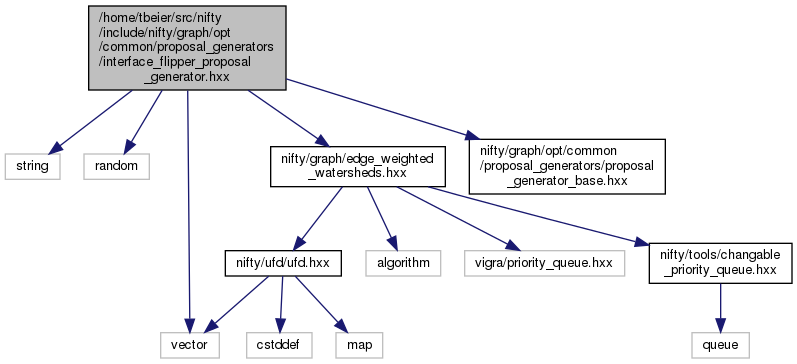 /home/tbeier/src/nifty
/include/nifty/graph/opt
/common/proposal_generators
/interface_flipper_proposal
_generator.hxx
string
random
nifty/graph/edge_weighted
_watersheds.hxx
nifty/graph/opt/common
/proposal_generators/proposal
_generator_base.hxx
nifty/ufd/ufd.hxx
algorithm
vigra/priority_queue.hxx
nifty/tools/changable
_priority_queue.hxx
vector
cstddef
map
queue